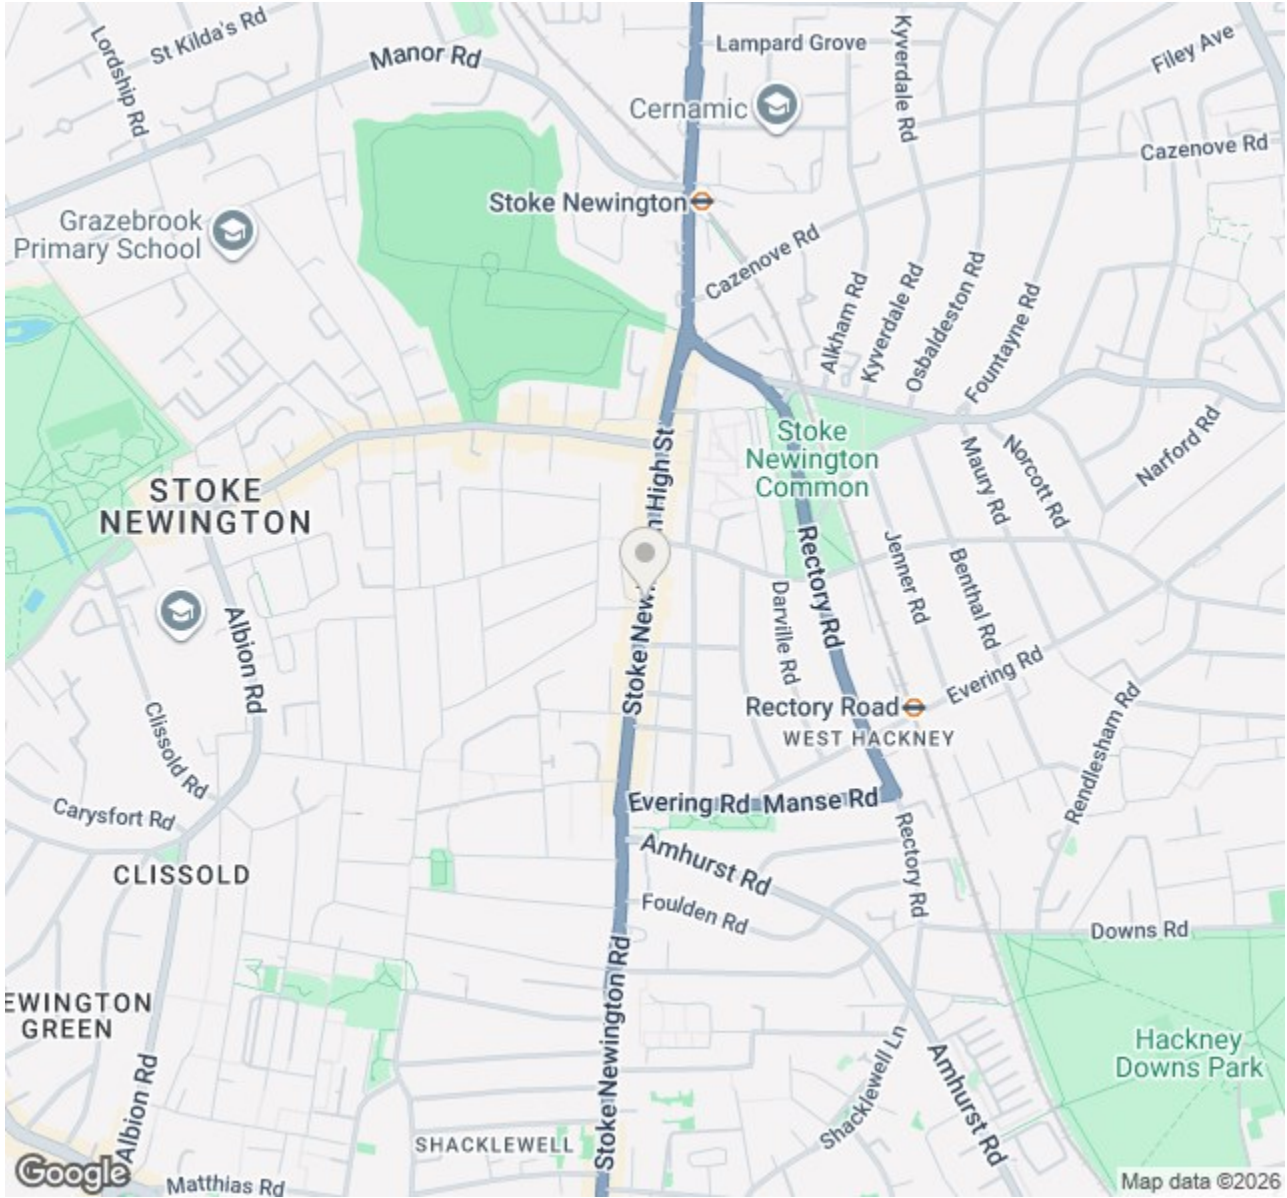 St Kilda's Rd
Lordship Rd
Manor Rd
Lampard Grove
Kyverdale Rd
Filey Ave
Cernamic
Cazenove Rd
Stoke Newington
Grazebrook
Primary School
Cazenove Rd
Alkham Rd
Kyverdale Rd
Osbaldeston Rd
Fountayne Rd
Stoke
Newington
Common
Maury Rd
Norcott Rd
Narford Rd
STOKE
NEWINGTON
Stoke New
n High St
Rectory Rd
Jenner Rd
Benthal Rd
Darville Rd
Albion Rd
Evering Rd
Rectory Road
WEST HACKNEY
Clissold Rd
Rendlesham Rd
Carysfort Rd
Evering Rd
Manse Rd
Amhurst Rd
Rectory Rd
CLISSOLD
Foulden Rd
Downs Rd
EWINGTON
GREEN
Stoke Newington Rd
Hackney
Downs Park
Albion Rd
Shacklewell Ln
Amhurst Rd
SHACKLEWELL
Matthias Rd
Google
Map data ©2026